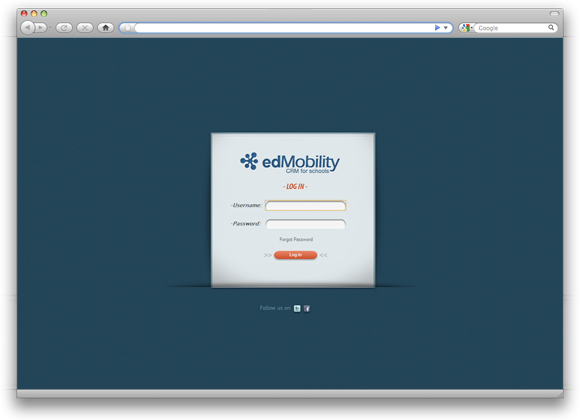 Google
edMobility
CRM for schools
- LOG IN -
-Username:
-Password:
Forgot Password
>> Log in <<
Follow us on t f